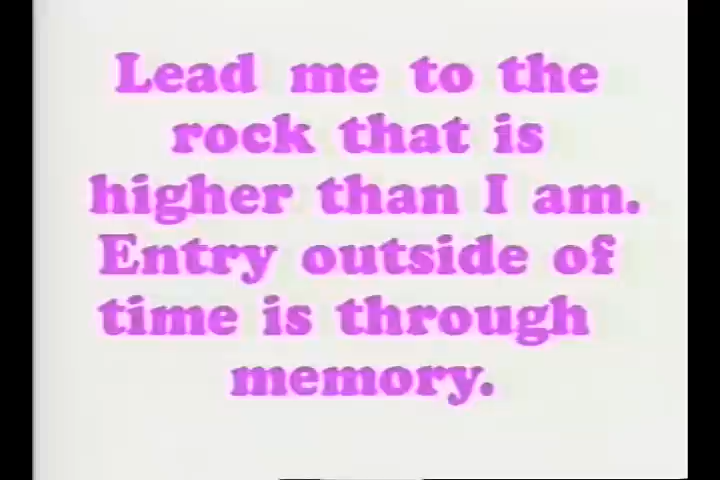 Lead me to the
rock that is
higher than I am.
Entry outside of
time is through
memory.